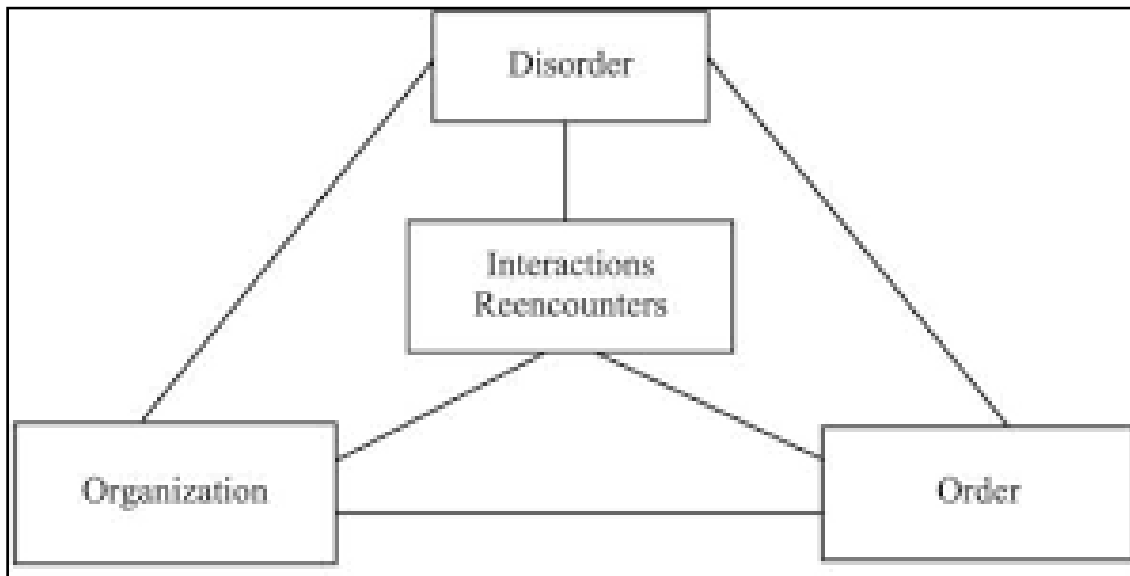 Disorder
Interactions
Reencounters
Organization
Order